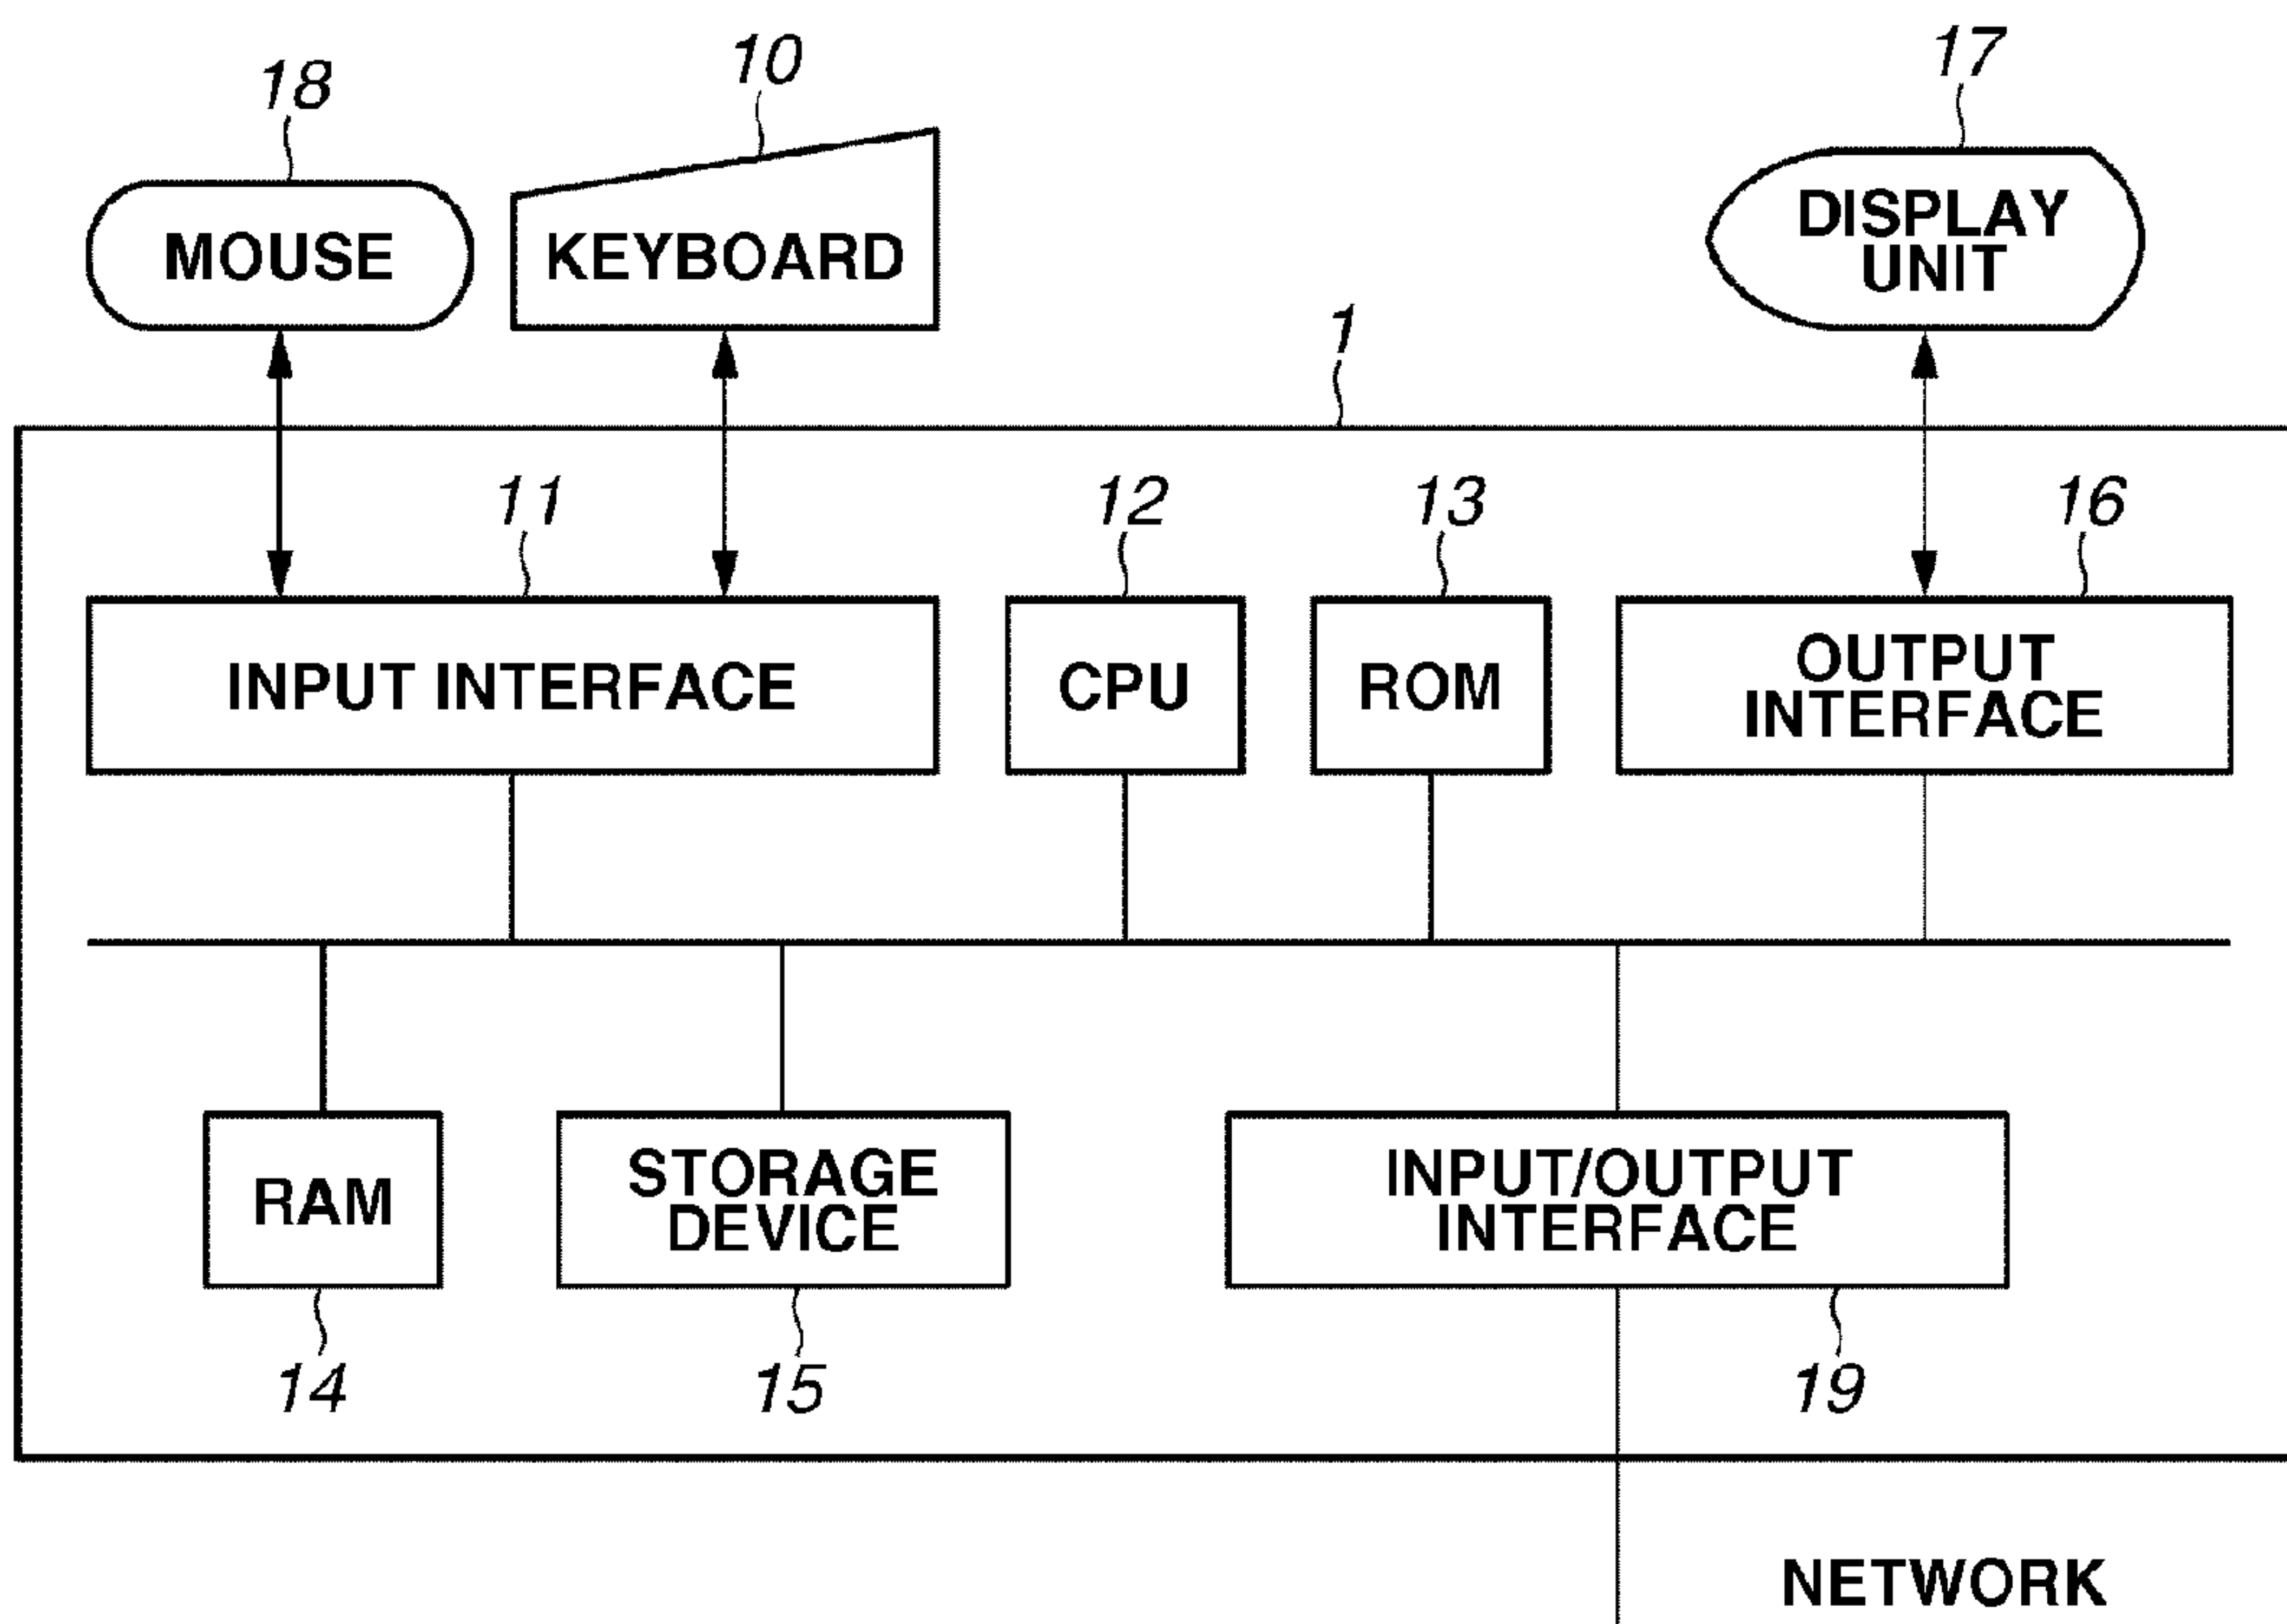 18
10
17
MOUSE
KEYBOARD
DISPLAY
UNIT
1
11
12
13
16
INPUT INTERFACE
CPU
ROM
OUTPUT
INTERFACE
RAM
STORAGE
DEVICE
INPUT/OUTPUT
INTERFACE
14
15
19
NETWORK